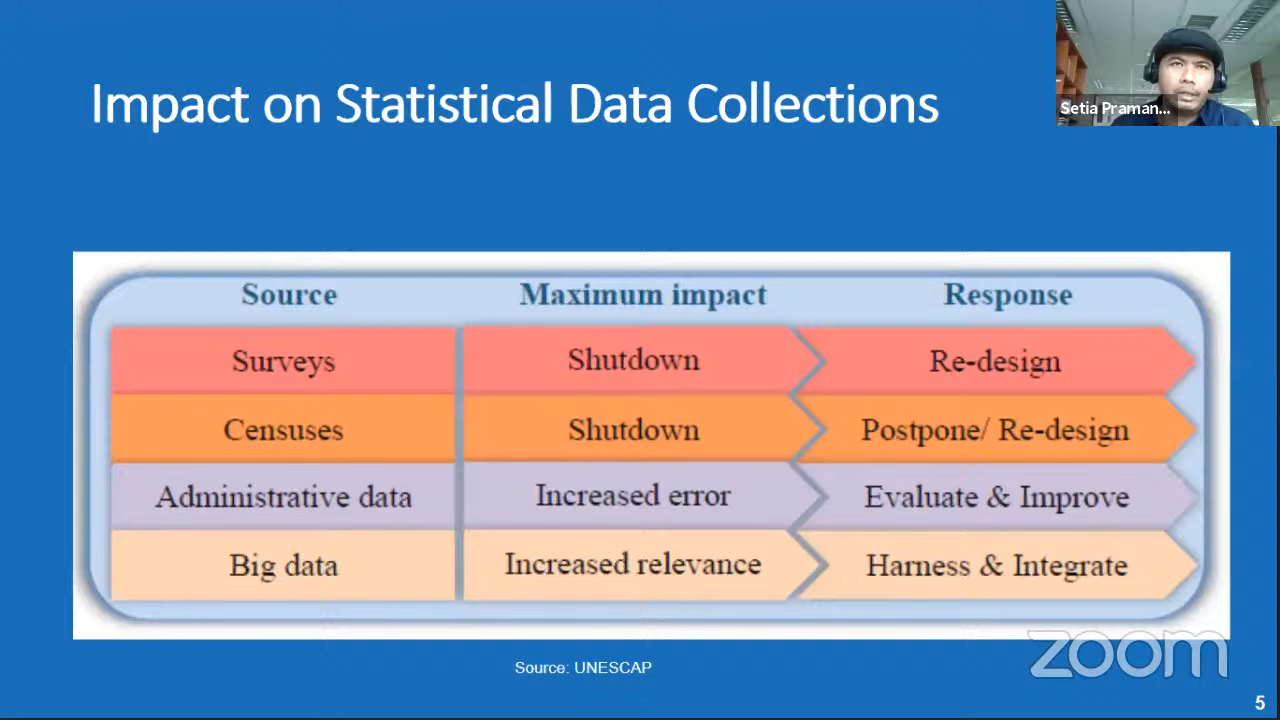 Impact on Statistical Data Collections
Setia Praman...
Source Maximum impact Response
Surveys Shutdown Re-design
Censuses Shutdown Postpone/ Re-design
Administrative data Increased error Evaluate & Improve
Big data Increased relevance Harness & Integrate
Source: UNESCAP
zoom
5